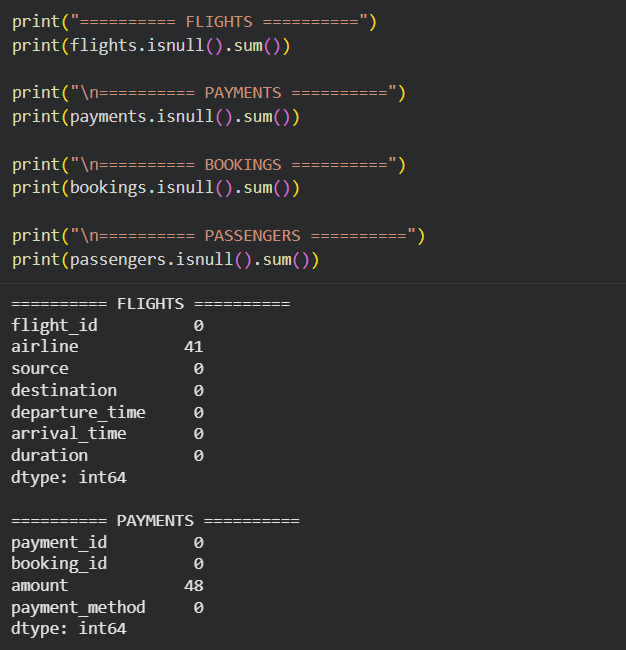 print("========== FLIGHTS ==========")
print(flights.isnull().sum())
print("\n========== PAYMENTS ==========")
print(payments.isnull().sum())
print("\n========== BOOKINGS ==========")
print(bookings.isnull().sum())
print("\n========== PASSENGERS ==========")
print(passengers.isnull().sum())
========== FLIGHTS ==========
flight_id 0
airline 41
source 0
destination 0
departure_time 0
arrival_time 0
duration 0
dtype: int64
========== PAYMENTS ==========
payment_id 0
booking_id 0
amount 48
payment_method 0
dtype: int64